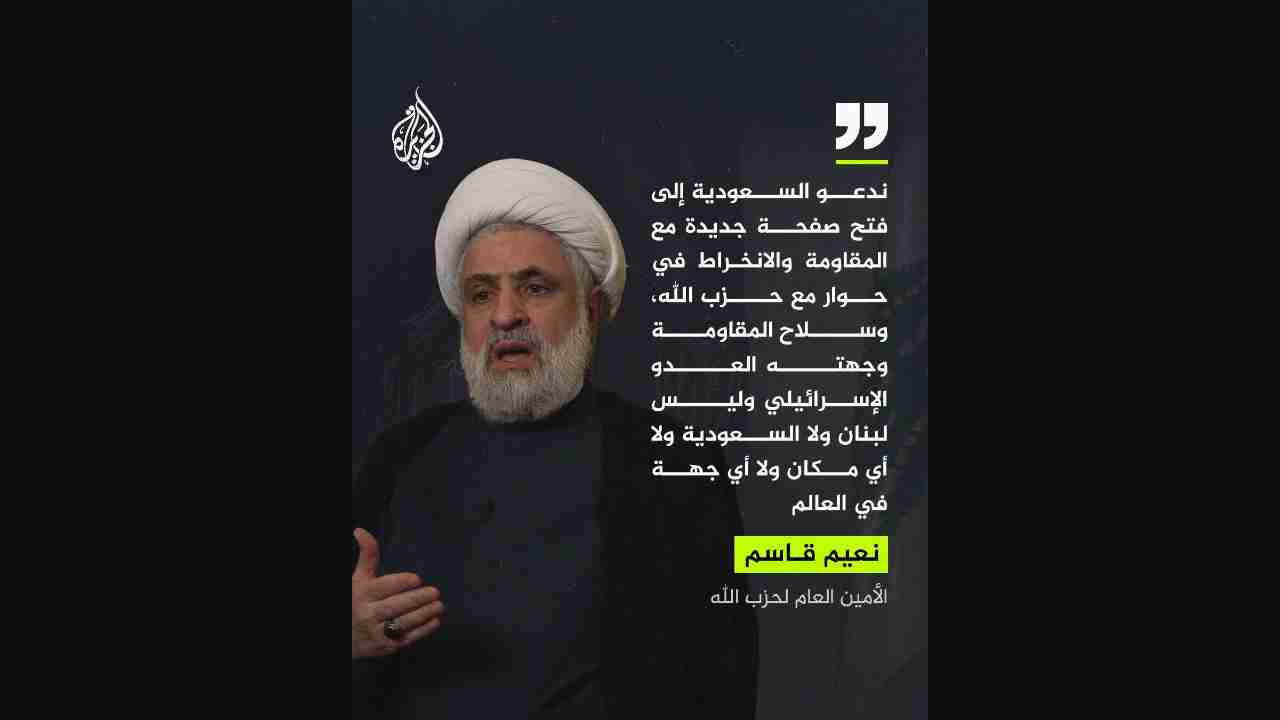 الجزيرة
ندعو السعودية إلى
فتح صفحة جديدة مع
المقاومة والانخراط في
حوار مع حزب الله،
وسلاح المقاومة
وجهته العدو
الإسرائيلي وليس
لبنان ولا السعودية ولا
أي مكان ولا أي جهة
في العالم
نعيم قاسم
الأمين العام لحزب الله